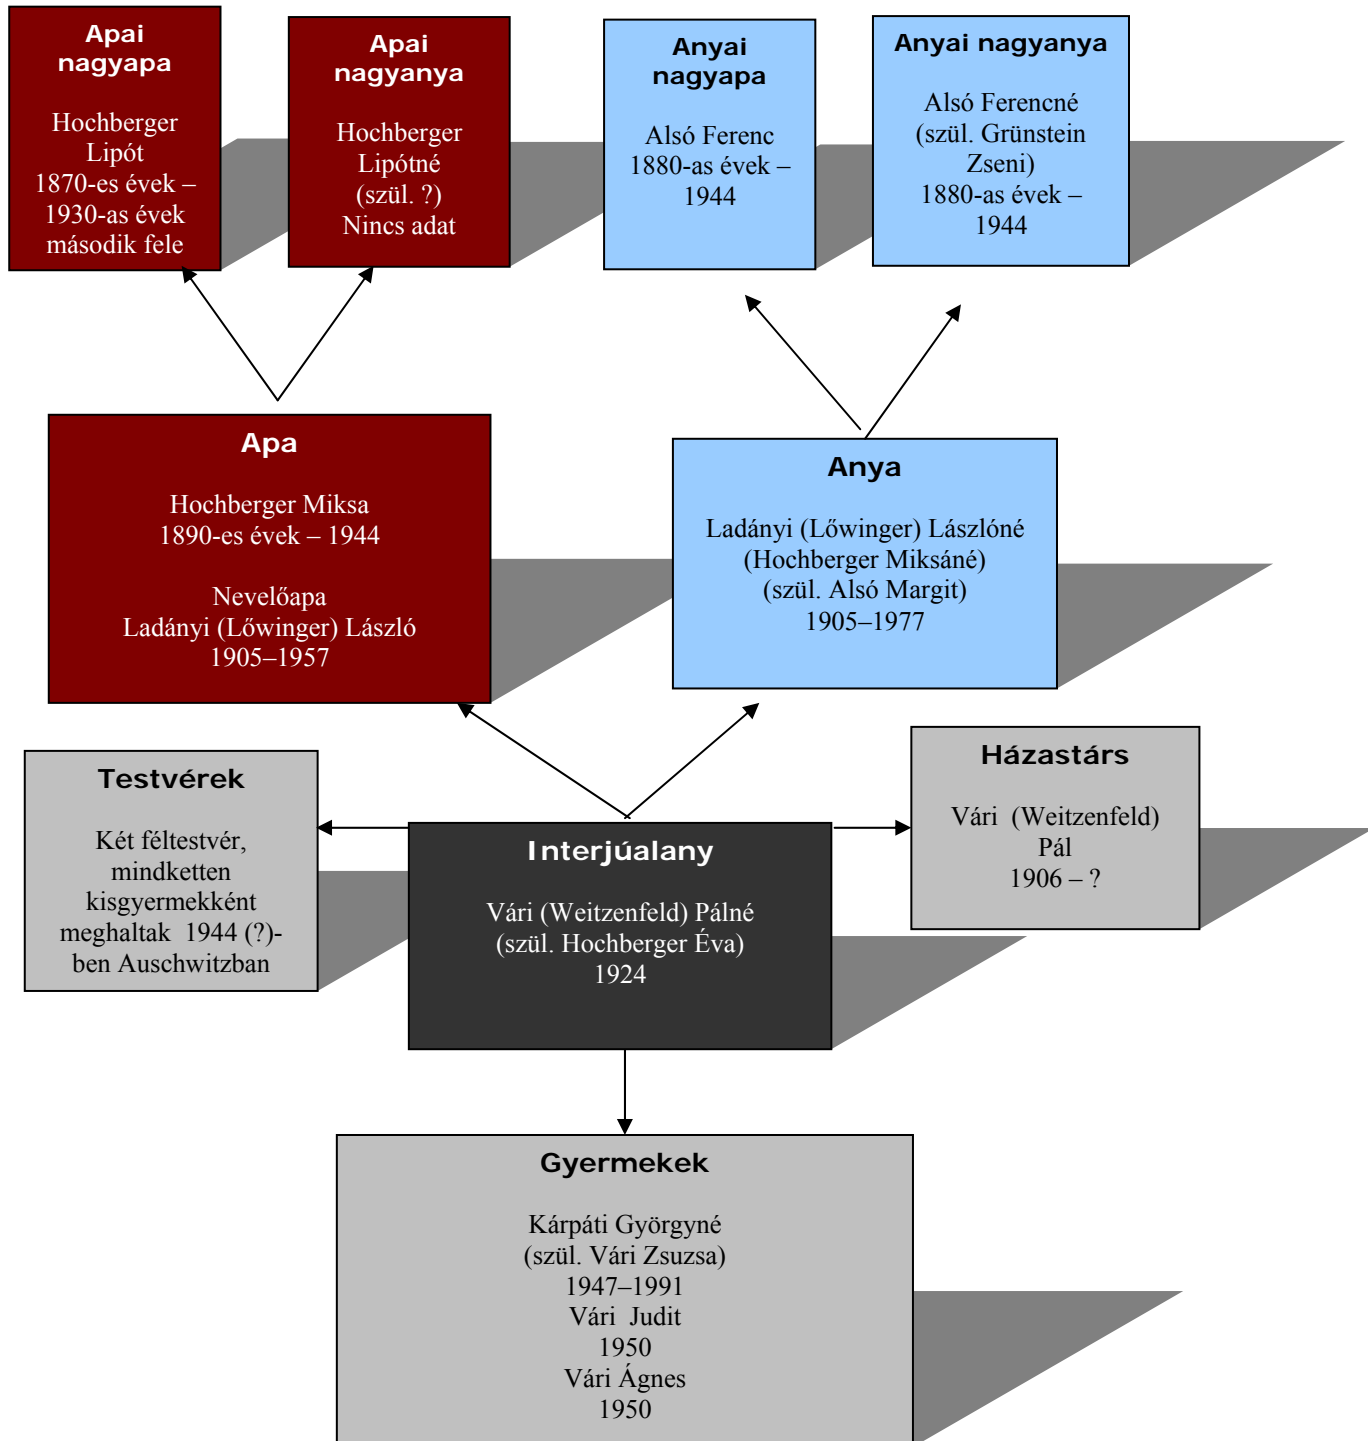 Apai
nagyapa
Hochberger
Lipót
1870-es évek –
1930-as évek
második fele
Apai
nagyanya
Hochberger
Lipótné
(szül. ?)
Nincs adat
Anyai
nagyapa
Alsó Ferenc
1880-as évek –
1944
Anyai nagyanya
Alsó Ferencné
(szül. Grünstein
Zseni)
1880-as évek –
1944
Apa
Hochberger Miksa
1890-es évek – 1944
Nevelőapa
Ladányi (Lőwinger) László
1905–1957
Anya
Ladányi (Lőwinger) Lászlóné
(Hochberger Miksáné)
(szül. Alsó Margit)
1905–1977
Testvérek
Két féltestvér,
mindketten
kisgyermekként
meghaltak  1944 (?)-
ben Auschwitzban
Interjúalany
Vári (Weitzenfeld) Pálné
(szül. Hochberger Éva)
1924
Házastárs
Vári  (Weitzenfeld)
Pál
1906 – ?
Gyermekek
Kárpáti Györgyné
(szül. Vári Zsuzsa)
1947–1991
Vári  Judit
1950
Vári Ágnes
1950